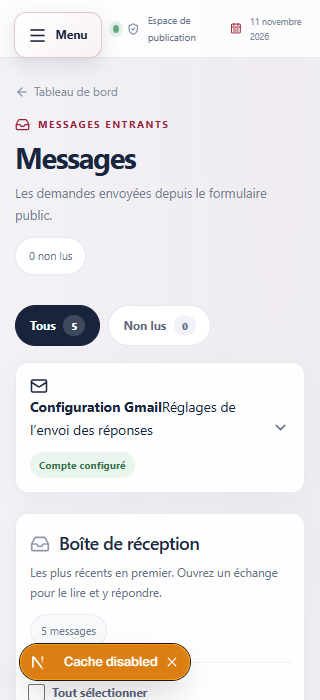 Menu
Espace de
publication
11 novembre
2026
Tableau de bord
MESSAGES ENTRANTS
Messages
Les demandes envoyées depuis le formulaire
public.
0 non lus
Tous 5
Non lus 0
Configuration GmailRéglages de
l'envoi des réponses
Compte configuré
Boîte de réception
Les plus récents en premier. Ouvrez un échange
pour le lire et y répondre.
5 messages
N Cache disabled
Tout sélectionner